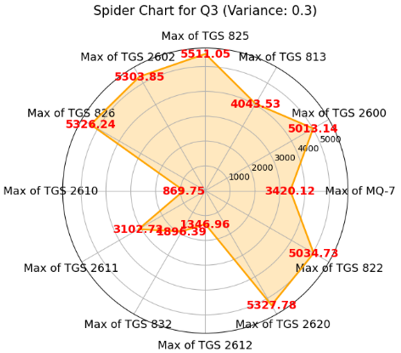 Spider Chart for Q3 (Variance: 0.3)
Max of TGS 825
Max of TGS 2602
5511.05
Max of TGS 813
5303.85
4043.53
Max of TGS 826
Max of TGS 2600
5326.24
5013.14
5000
4000
3000
2000
1000
Max of TGS 2610
869.75
3420.12
Max of MQ-7
3102.73
1346.96
1896.39
5034.73
Max of TGS 2611
Max of TGS 822
5327.78
Max of TGS 832
Max of TGS 2620
Max of TGS 2612